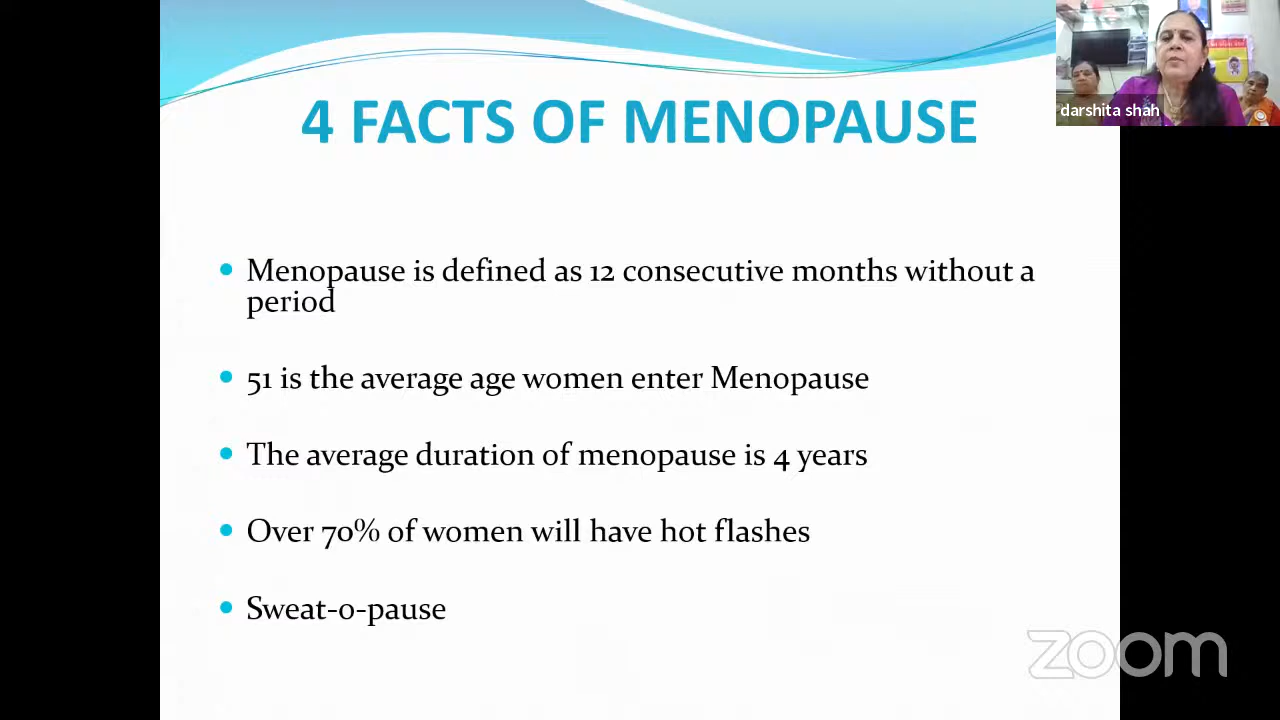 4 FACTS OF MENOPAUSE
darshita shah
Menopause is defined as 12 consecutive months without a
period
51 is the average age women enter Menopause
The average duration of menopause is 4 years
Over 70% of women will have hot flashes
Sweat-o-pause
zoom